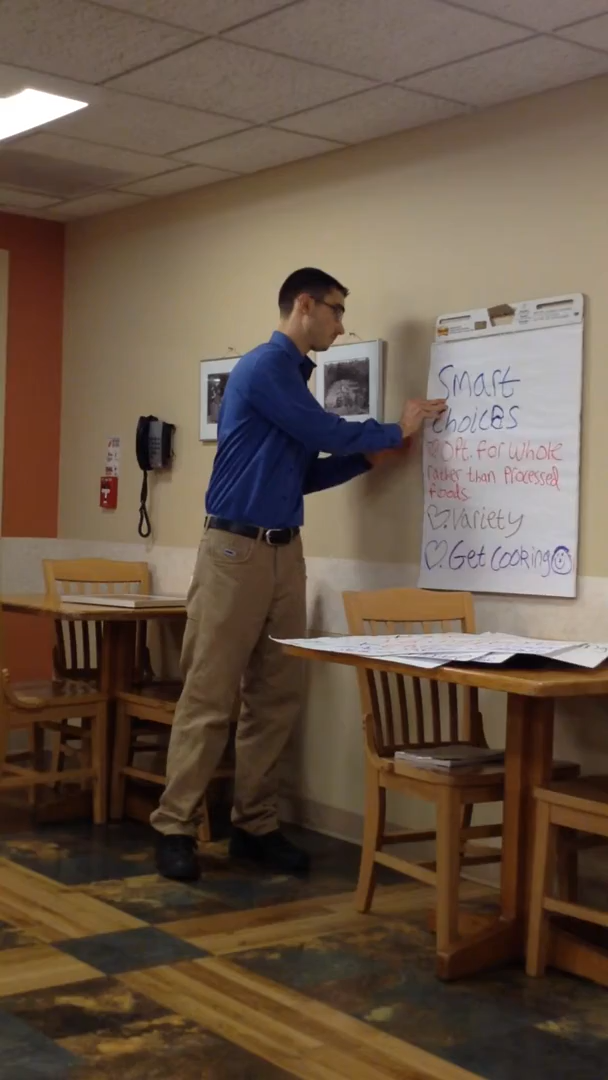 Smart
choices
♡ Opt. for whole
rather than Processed
foods.
♡. Variety
♡. Get cooking☺